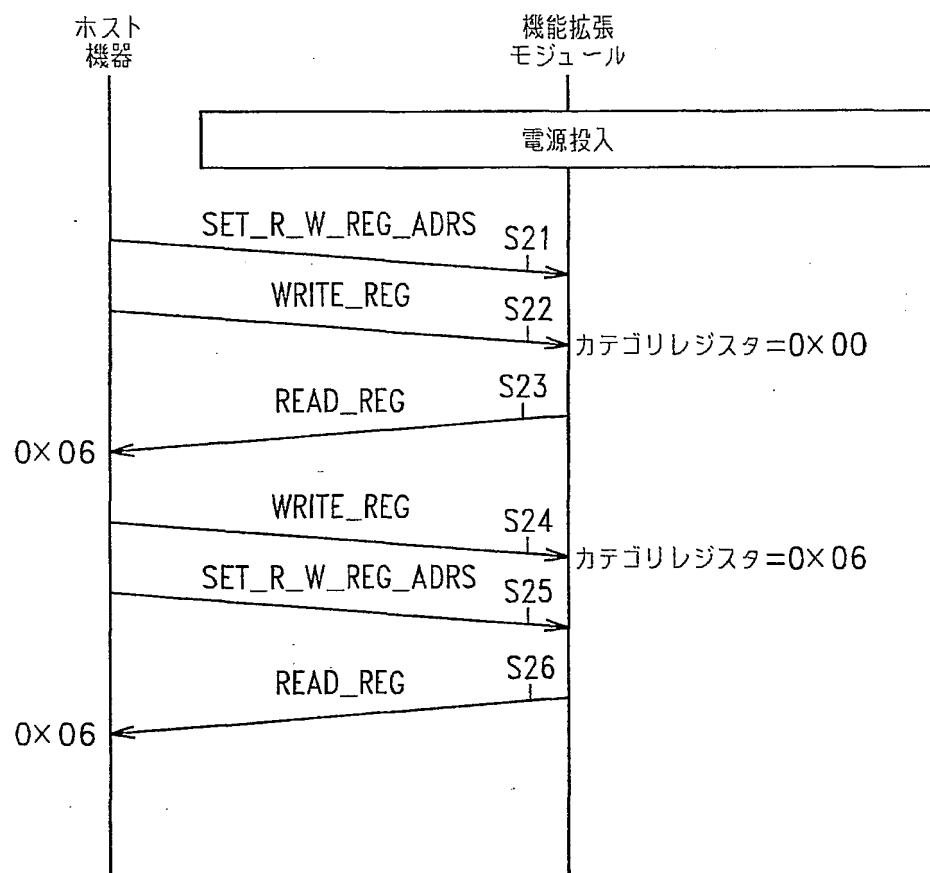 ホスト
機器
機能拡張
モジュール
電源投入
SET_R_W_REG_ADRS
S21
WRITE_REG
S22
カテゴリレジスタ=0×00
READ_REG
S23
0×06
WRITE_REG
S24
カテゴリレジスタ=0×06
SET_R_W_REG_ADRS
S25
READ_REG
S26
0×06